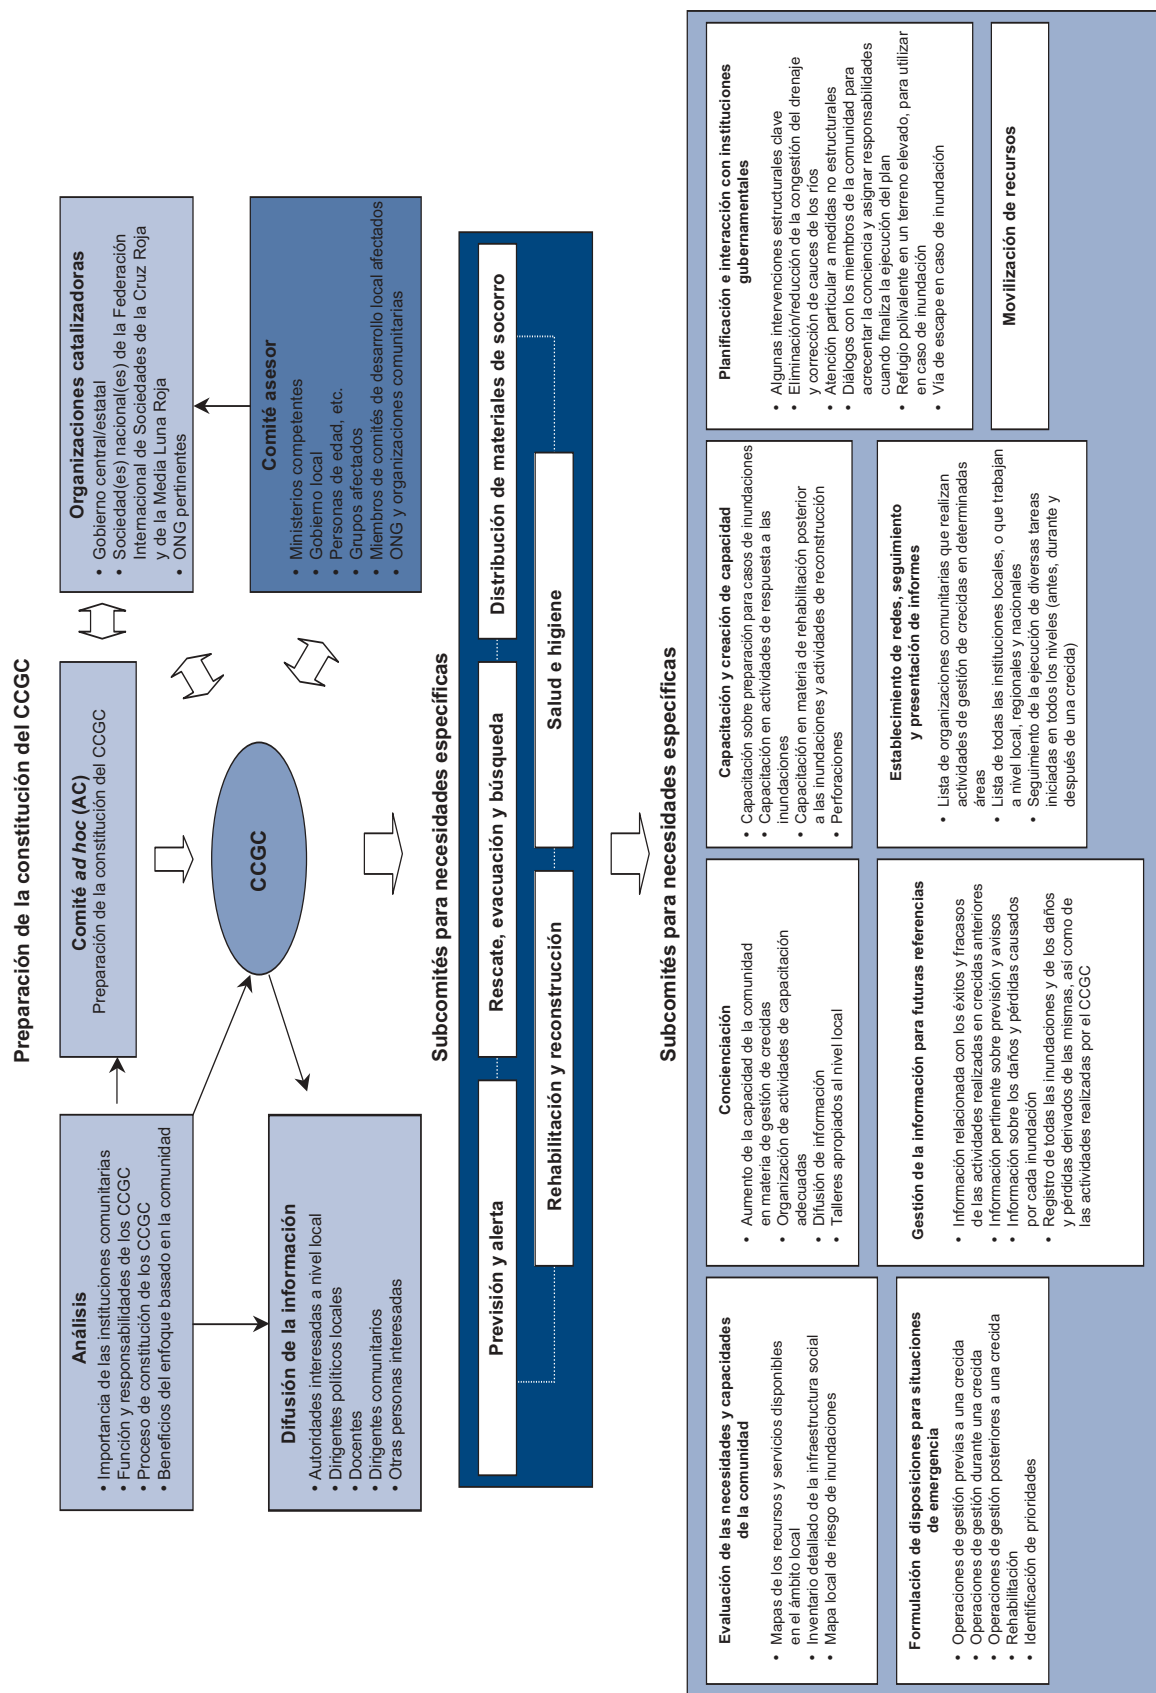 Preparación de la constitución del CCGC
Análisis
• Importancia de las instituciones comunitarias
• Función y responsabilidades de los CCGC
• Proceso de constitución de los CCGC
• Beneficios del enfoque basado en la comunidad
Comité ad hoc (AC)
Preparación de la constitución del CCGC
Organizaciones catalizadoras
• Gobierno central/estatal
• Sociedad(es) nacional(es) de la Federación
Internacional de Sociedades de la Cruz Roja
y de la Media Luna Roja
• ONG pertinentes
Difusión de la información
• Autoridades interesadas a nivel local
• Dirigentes políticos locales
• Docentes
• Dirigentes comunitarios
• Otras personas interesadas
CCGC
Comité asesor
• Ministerios competentes
• Gobierno local
• Personas de edad, etc.
• Grupos afectados
• Miembros de comités de desarrollo local afectados
• ONG y organizaciones comunitarias
Subcomités para necesidades específicas
Previsión y alerta
Rescate, evacuación y búsqueda
Distribución de materiales de socorro
Rehabilitación y reconstrucción
Salud e higiene
Subcomités para necesidades específicas
Evaluación de las necesidades y capacidades
de la comunidad
• Mapas de los recursos y servicios disponibles
en el ámbito local
• Inventario detallado de la infraestructura social
• Mapa local de riesgo de inundaciones
Concienciación
• Aumento de la capacidad de la comunidad
en materia de gestión de crecidas
• Organización de actividades de capacitación
adecuadas
• Difusión de información
• Talleres apropiados al nivel local
Capacitación y creación de capacidad
• Capacitación sobre preparación para casos de inundaciones
• Capacitación en actividades de respuesta a las
inundaciones
• Capacitación en materia de rehabilitación posterior
a las inundaciones y actividades de reconstrucción
• Perforaciones
Planificación e interacción con instituciones
gubernamentales
• Algunas intervenciones estructurales clave
• Eliminación/reducción de la congestión del drenaje
y corrección de cauces de los ríos
• Atención particular a medidas no estructurales
• Diálogos con los miembros de la comunidad para
acrecentar la conciencia y asignar responsabilidades
cuando finaliza la ejecución del plan
• Refugio polivalente en un terreno elevado, para utilizar
en caso de inundación
• Vía de escape en caso de inundación
Formulación de disposiciones para situaciones
de emergencia
• Operaciones de gestión previas a una crecida
• Operaciones de gestión durante una crecida
• Operaciones de gestión posteriores a una crecida
• Rehabilitación
• Identificación de prioridades
Gestión de la información para futuras referencias
• Información relacionada con los éxitos y fracasos
de las actividades realizadas en crecidas anteriores
• Información pertinente sobre previsión y avisos
• Información sobre los daños y pérdidas causados
por cada inundación
• Registro de todas las inundaciones y de los daños
y pérdidas derivados de las mismas, así como de
las actividades realizadas por el CCGC
Establecimiento de redes, seguimiento
y presentación de informes
• Lista de organizaciones comunitarias que realizan
actividades de gestión de crecidas en determinadas
áreas
• Lista de todas las instituciones locales, o que trabajan
a nivel local, regionales y nacionales
• Seguimiento de la ejecución de diversas tareas
iniciadas en todos los niveles (antes, durante y
después de una crecida)
Movilización de recursos